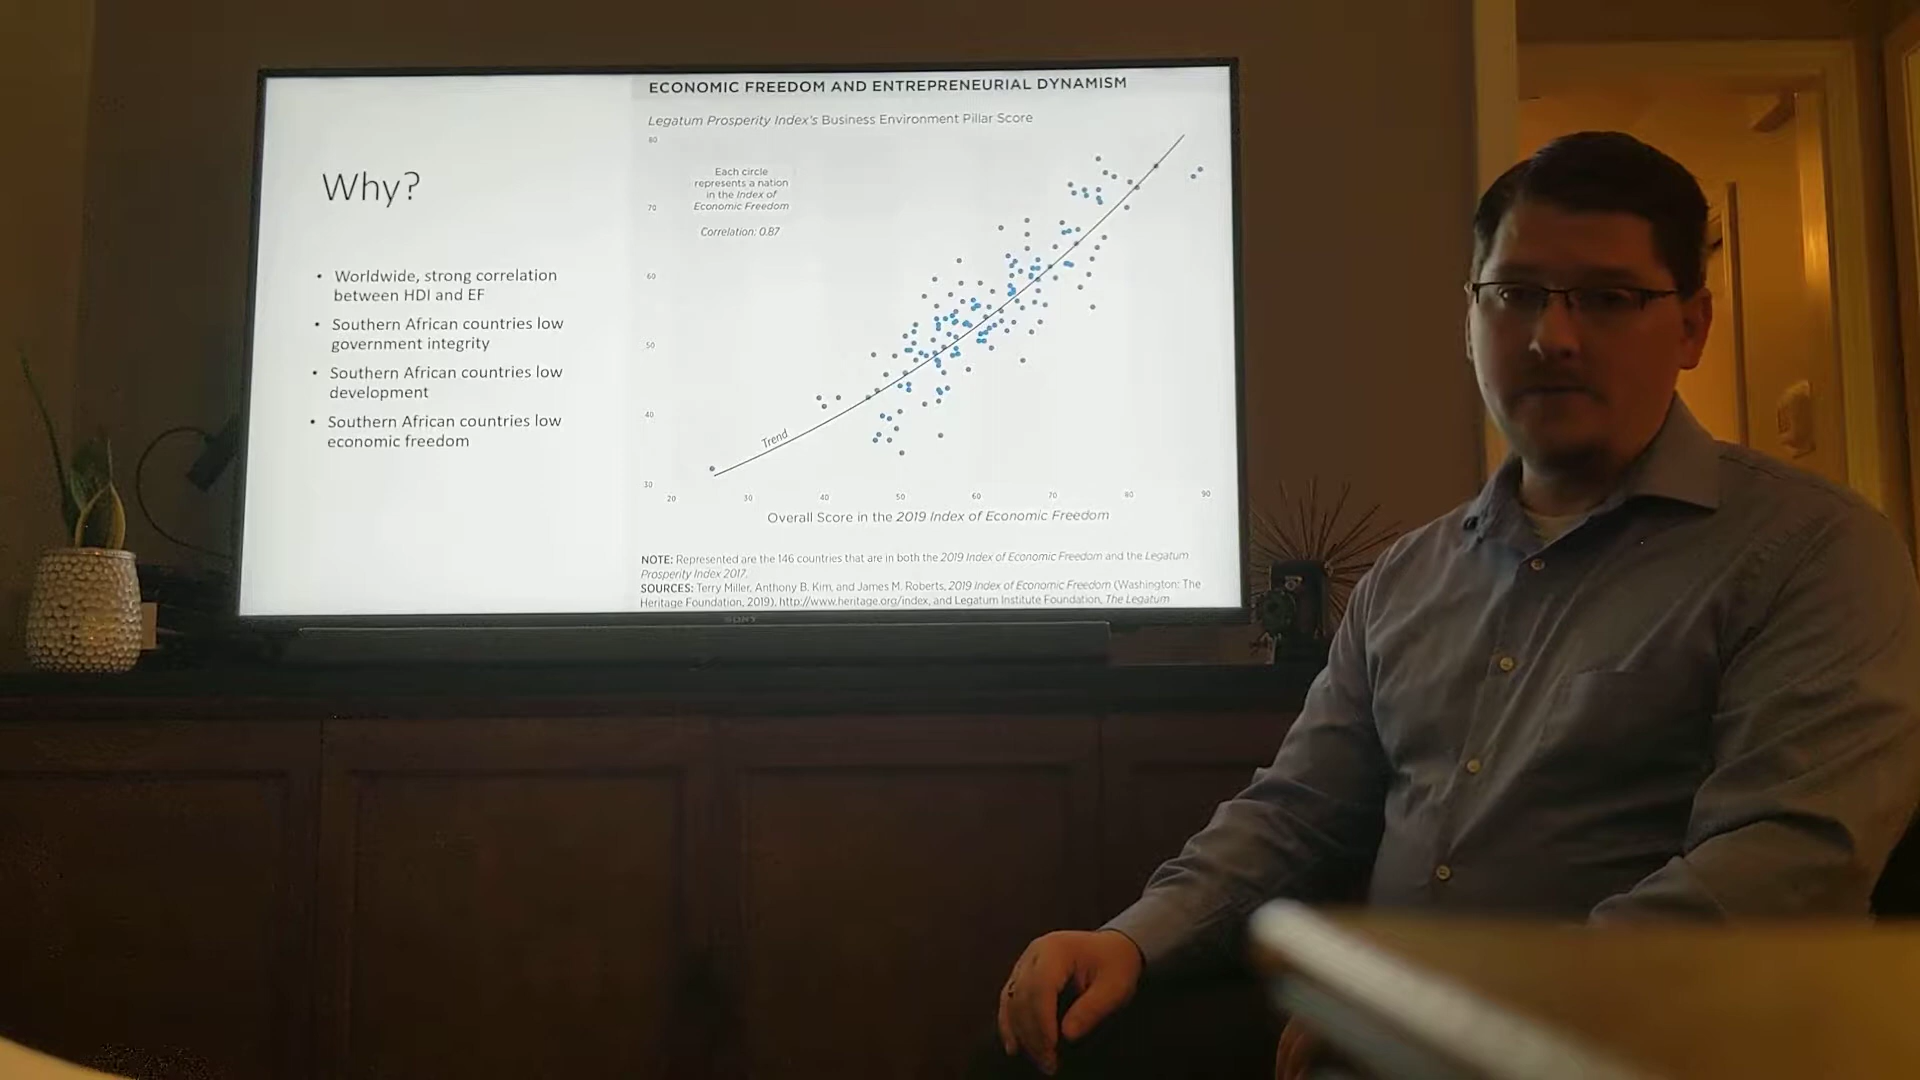 Why?
• Worldwide, strong correlation
between HDI and EF
• Southern African countries low
government integrity
• Southern African countries low
development
• Southern African countries low
economic freedom
ECONOMIC FREEDOM AND ENTREPRENEURIAL DYNAMISM
Legatum Prosperity Index's Business Environment Pillar Score
80
Each circle
represents a nation
in the Index of
Economic Freedom
Correlation: 0.87
70
60
50
40
30
Trend
20 30 40 50 60 70 80 90
Overall Score in the 2019 Index of Economic Freedom
NOTE: Represented are the 146 countries that are in both the 2019 Index of Economic Freedom and the Legatum
Prosperity Index 2017.
SOURCES: Terry Miller, Anthony B. Kim, and James M. Roberts, 2019 Index of Economic Freedom (Washington: The
Heritage Foundation, 2019), http://www.heritage.org/index, and Legatum Institute Foundation, The Legatum
SONY